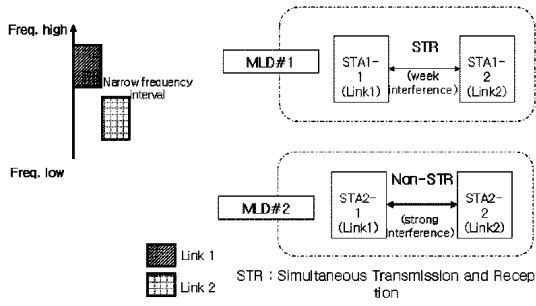 Freq. high
Narrow frequency
interval
Freq. low
MLD#1
STA1-
1
(Link1)
STR
(week
interference)
STA1-
2
(Link2)
MLD#2
STA2-
1
(Link1)
Non-STR
(strong
interference)
STA2-
2
(Link2)
Link 1
Link 2
STR : Simultaneous Transmission and Recep
tion